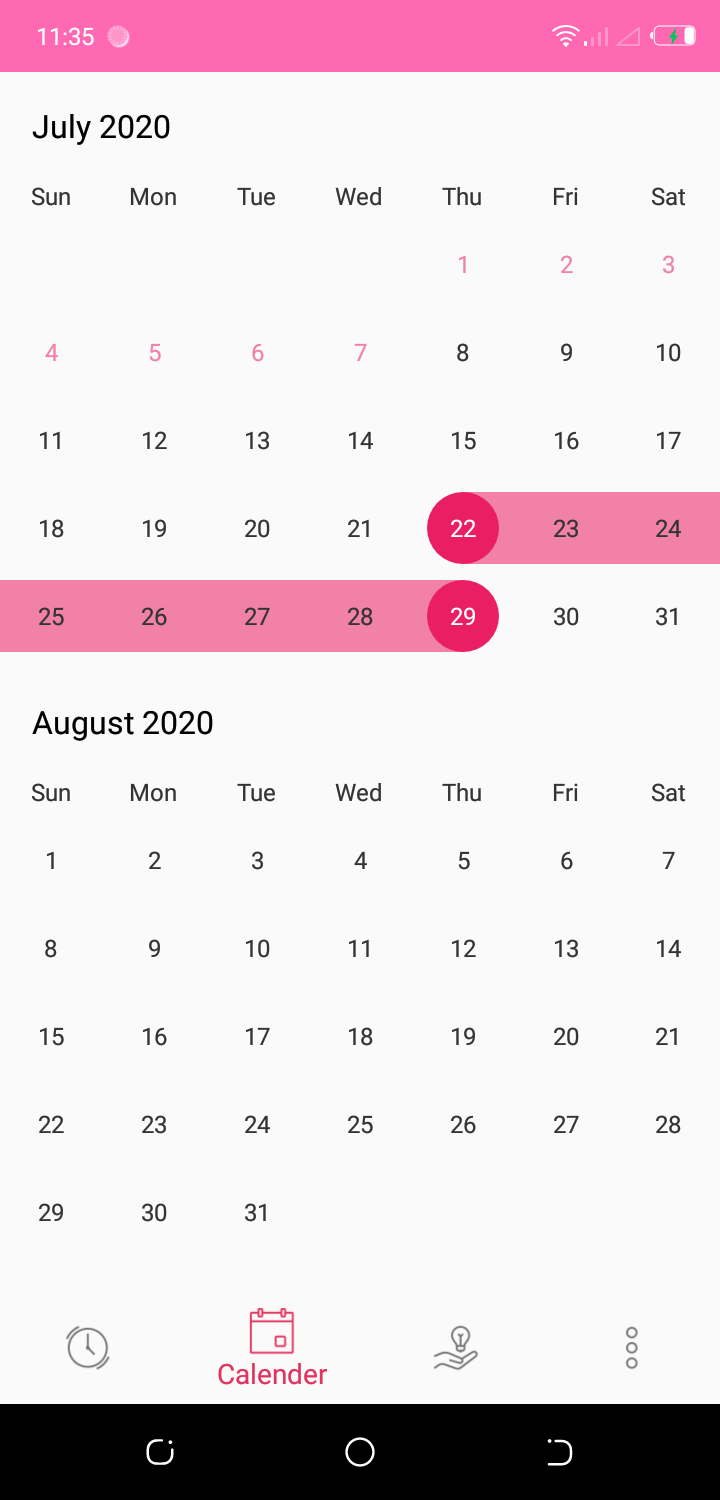 11:35
July 2020
Sun Mon Tue Wed Thu Fri Sat
1 2 3
4 5 6 7 8 9 10
11 12 13 14 15 16 17
18 19 20 21 22 23 24
25 26 27 28 29 30 31
August 2020
Sun Mon Tue Wed Thu Fri Sat
1 2 3 4 5 6 7
8 9 10 11 12 13 14
15 16 17 18 19 20 21
22 23 24 25 26 27 28
29 30 31
Calender